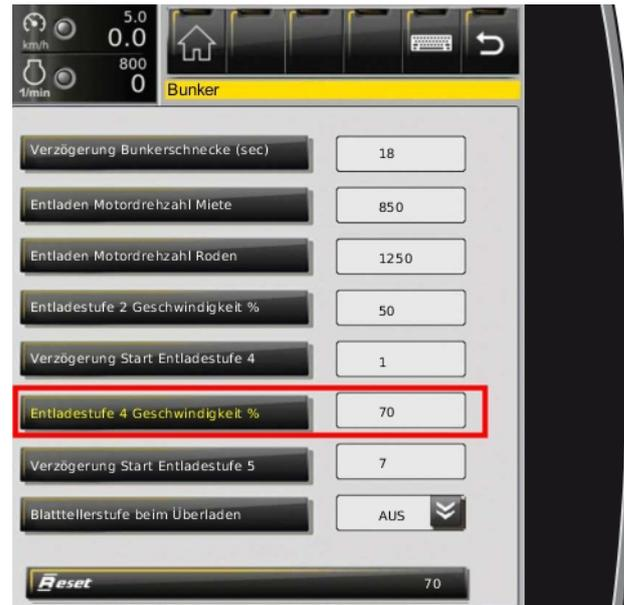 5.0
km/h 0.0
800
1/min 0
Bunker
Verzögerung Bunkerschnecke (sec) 18
Entladen Motordrehzahl Miete 850
Entladen Motordrehzahl Roden 1250
Entladestufe 2 Geschwindigkeit % 50
Verzögerung Start Entladestufe 4 1
Entladestufe 4 Geschwindigkeit % 70
Verzögerung Start Entladestufe 5 7
Blatttellerstufe beim Überladen AUS
Reset 70